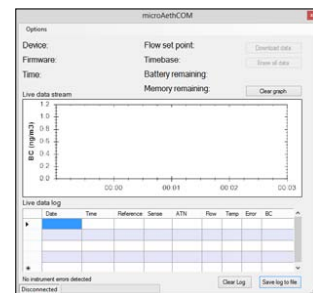 microAethCOM
Options
Device: Flow set point: Download data
Firmware: Timebase: Erase all data
Time: Battery remaining:
Memory remaining: Clear graph
Live data stream
1.2
1.0
0.8
0.6
0.4
0.2
0.0
BC (ng/m3)
00:00 00:01 00:02 00:03
Live data log
Date Time Reference Sense ATN Flow Temp Error BC
No instrument errors detected
Clear Log Save log to file
Disconnected